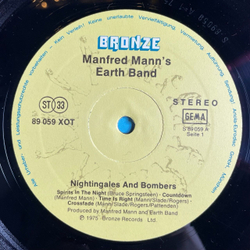 BRONZE
Manfred Mann's
Earth Band
ST 33
STEREO
89 059 XOT
GEMA
S 89 059 A
Seite 1
Nightingales And Bombers
Spirits In The Night (Bruce Springsteen) · Countdown
(Manfred Mann) · Time Is Right (Mann/Slade/Rogers) ·
Crossfade (Mann/Slade/Rogers/Pattenden)
Produced by Manfred Mann and Earth Band
℗ 1975 Bronze Records Ltd.